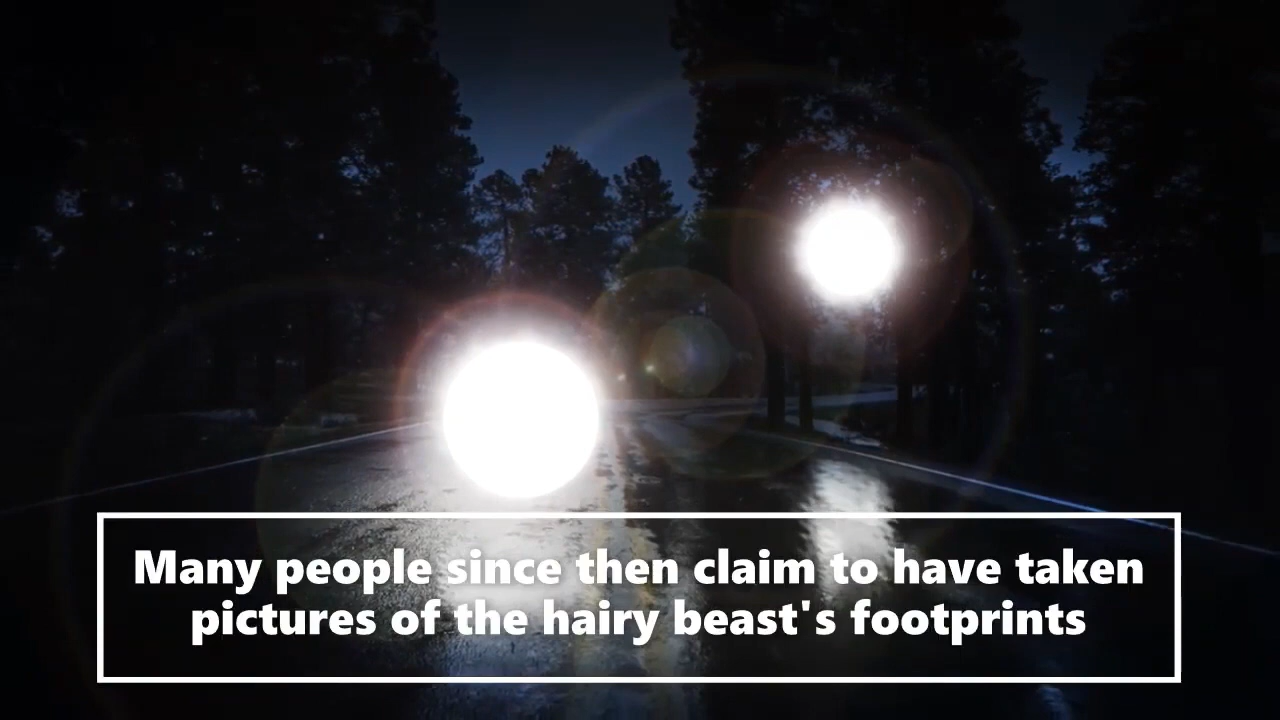 Many people since then claim to have taken
pictures of the hairy beast's footprints